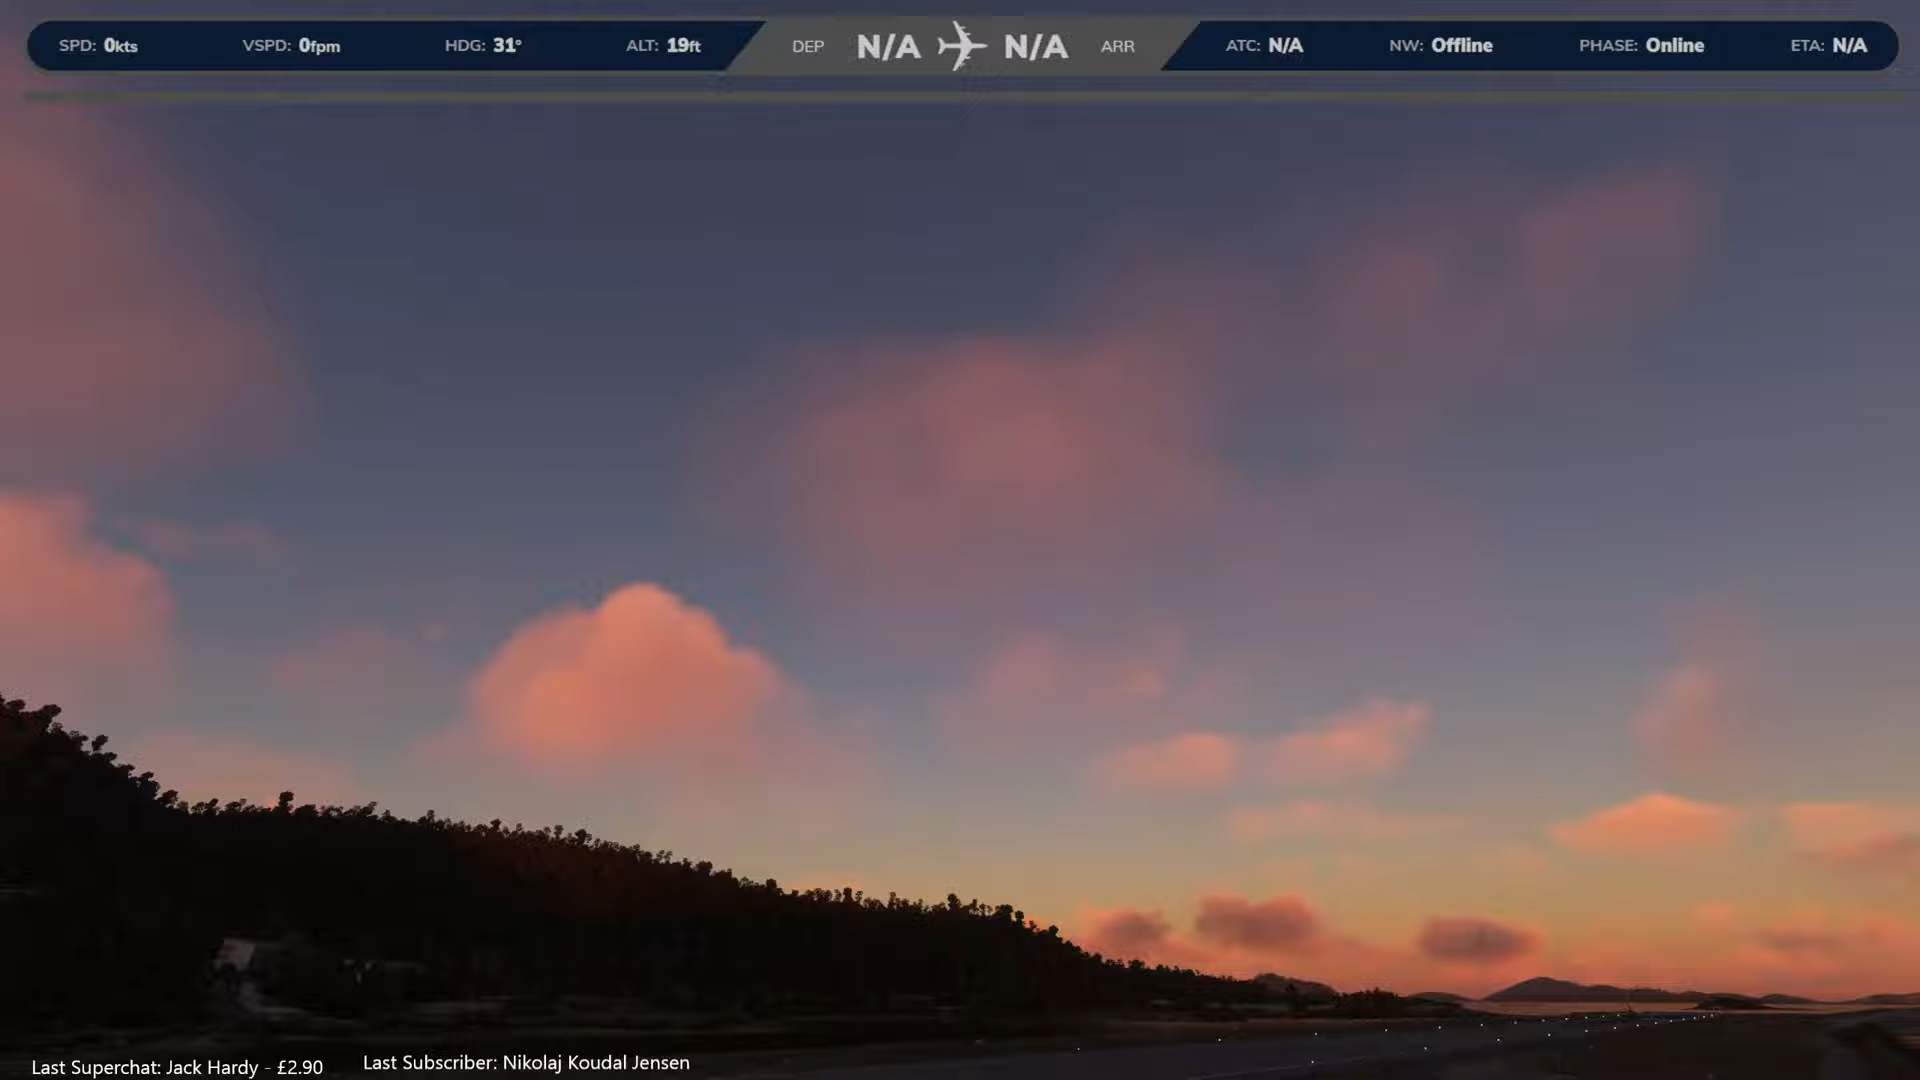 SPD: 0kts VSPD: 0fpm HDG: 31° ALT: 19ft DEP N/A N/A ARR ATC: N/A NW: Offline PHASE: Online ETA: N/A
Last Superchat: Jack Hardy - £2.90 Last Subscriber: Nikolaj Koudal Jensen